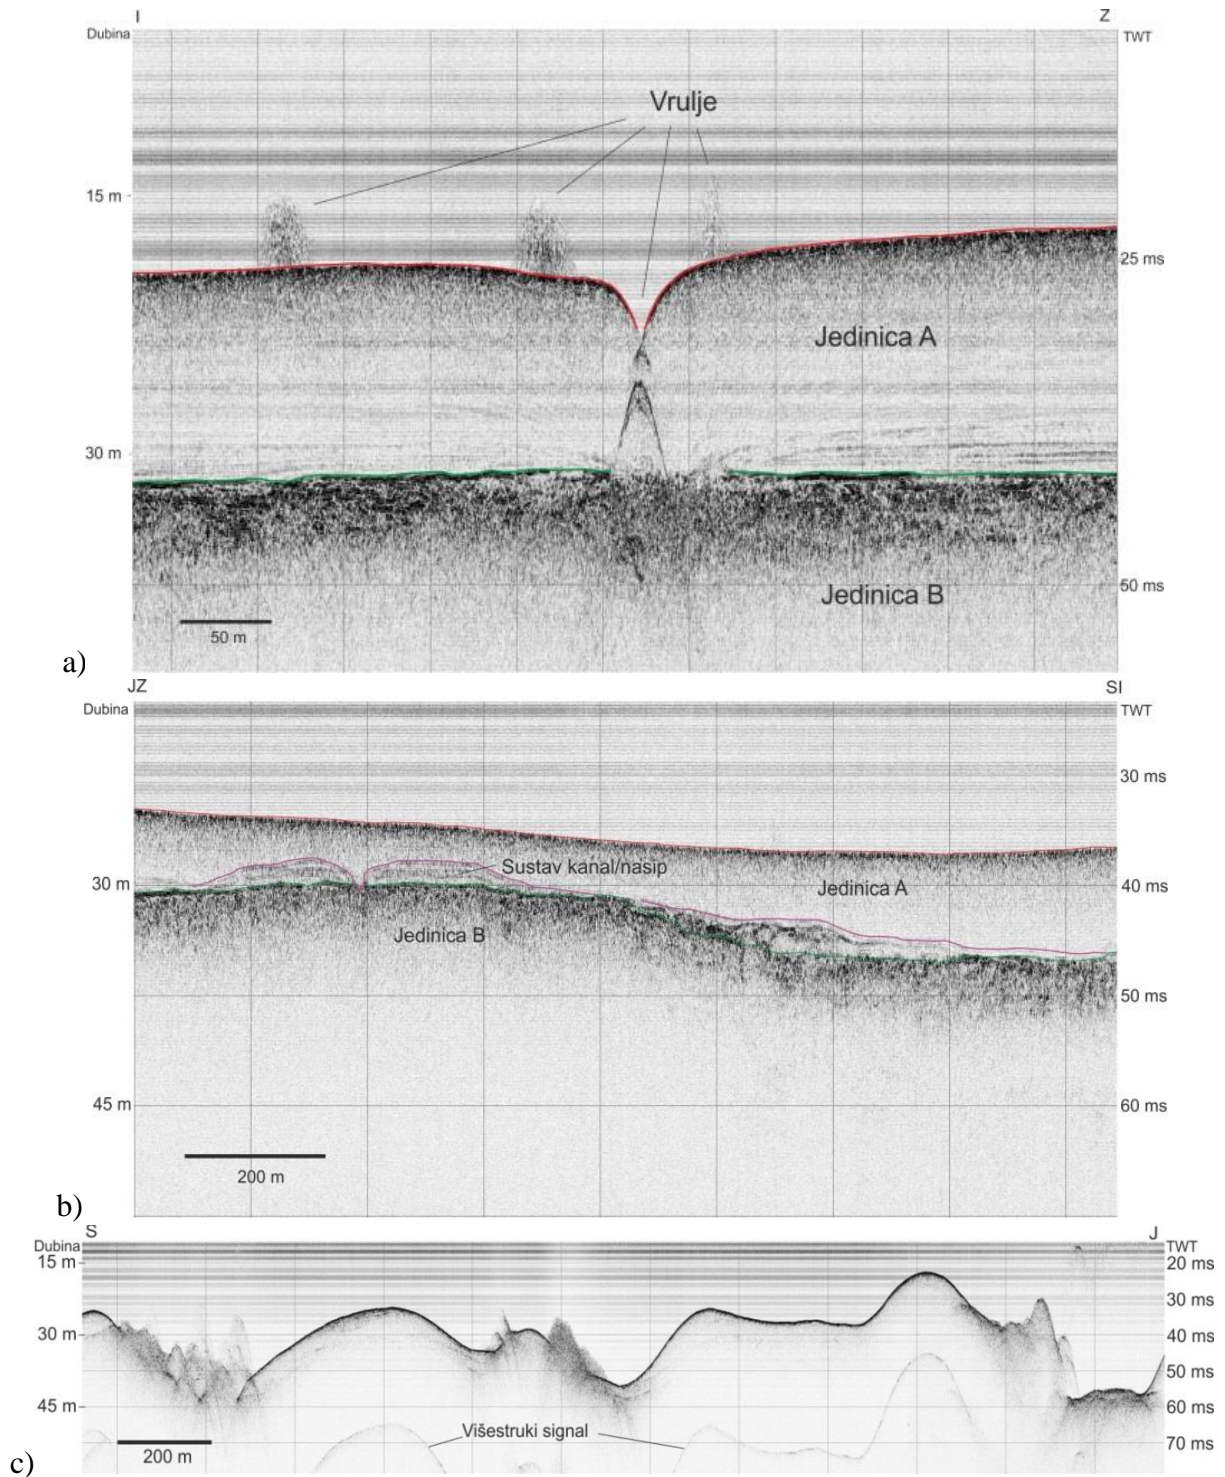 I Z
Dubina TWT
Vrulje
15 m
25 ms
Jedinica A
30 m
50 ms
Jedinica B
50 m
a)
JZ SI
Dubina TWT
30 ms
Sustav kanal/nasip
30 m Jedinica A 40 ms
Jedinica B
50 ms
45 m 60 ms
200 m
b)
S J
Dubina TWT
15 m 20 ms
30 ms
30 m 40 ms
50 ms
45 m 60 ms
Višestruki signal
70 ms
200 m
c)